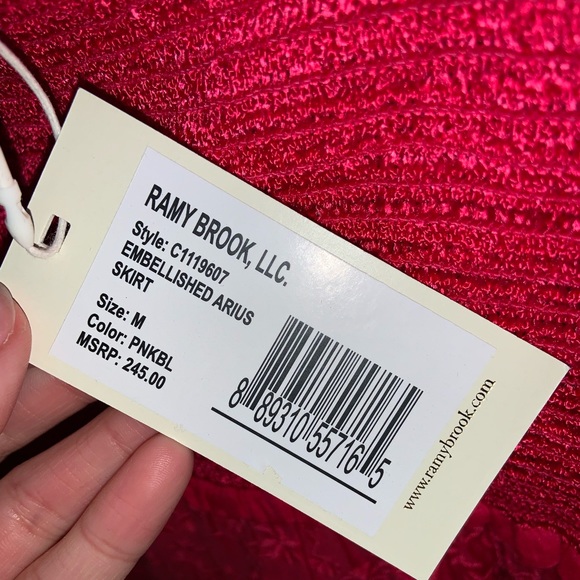 RAMY BROOK, LLC.
Style: C1119607
EMBELLISHED ARIUS
SKIRT
Size: M
Color: PNKBL
MSRP: 245.00
8 89310 55716 5
www.ramybrook.com